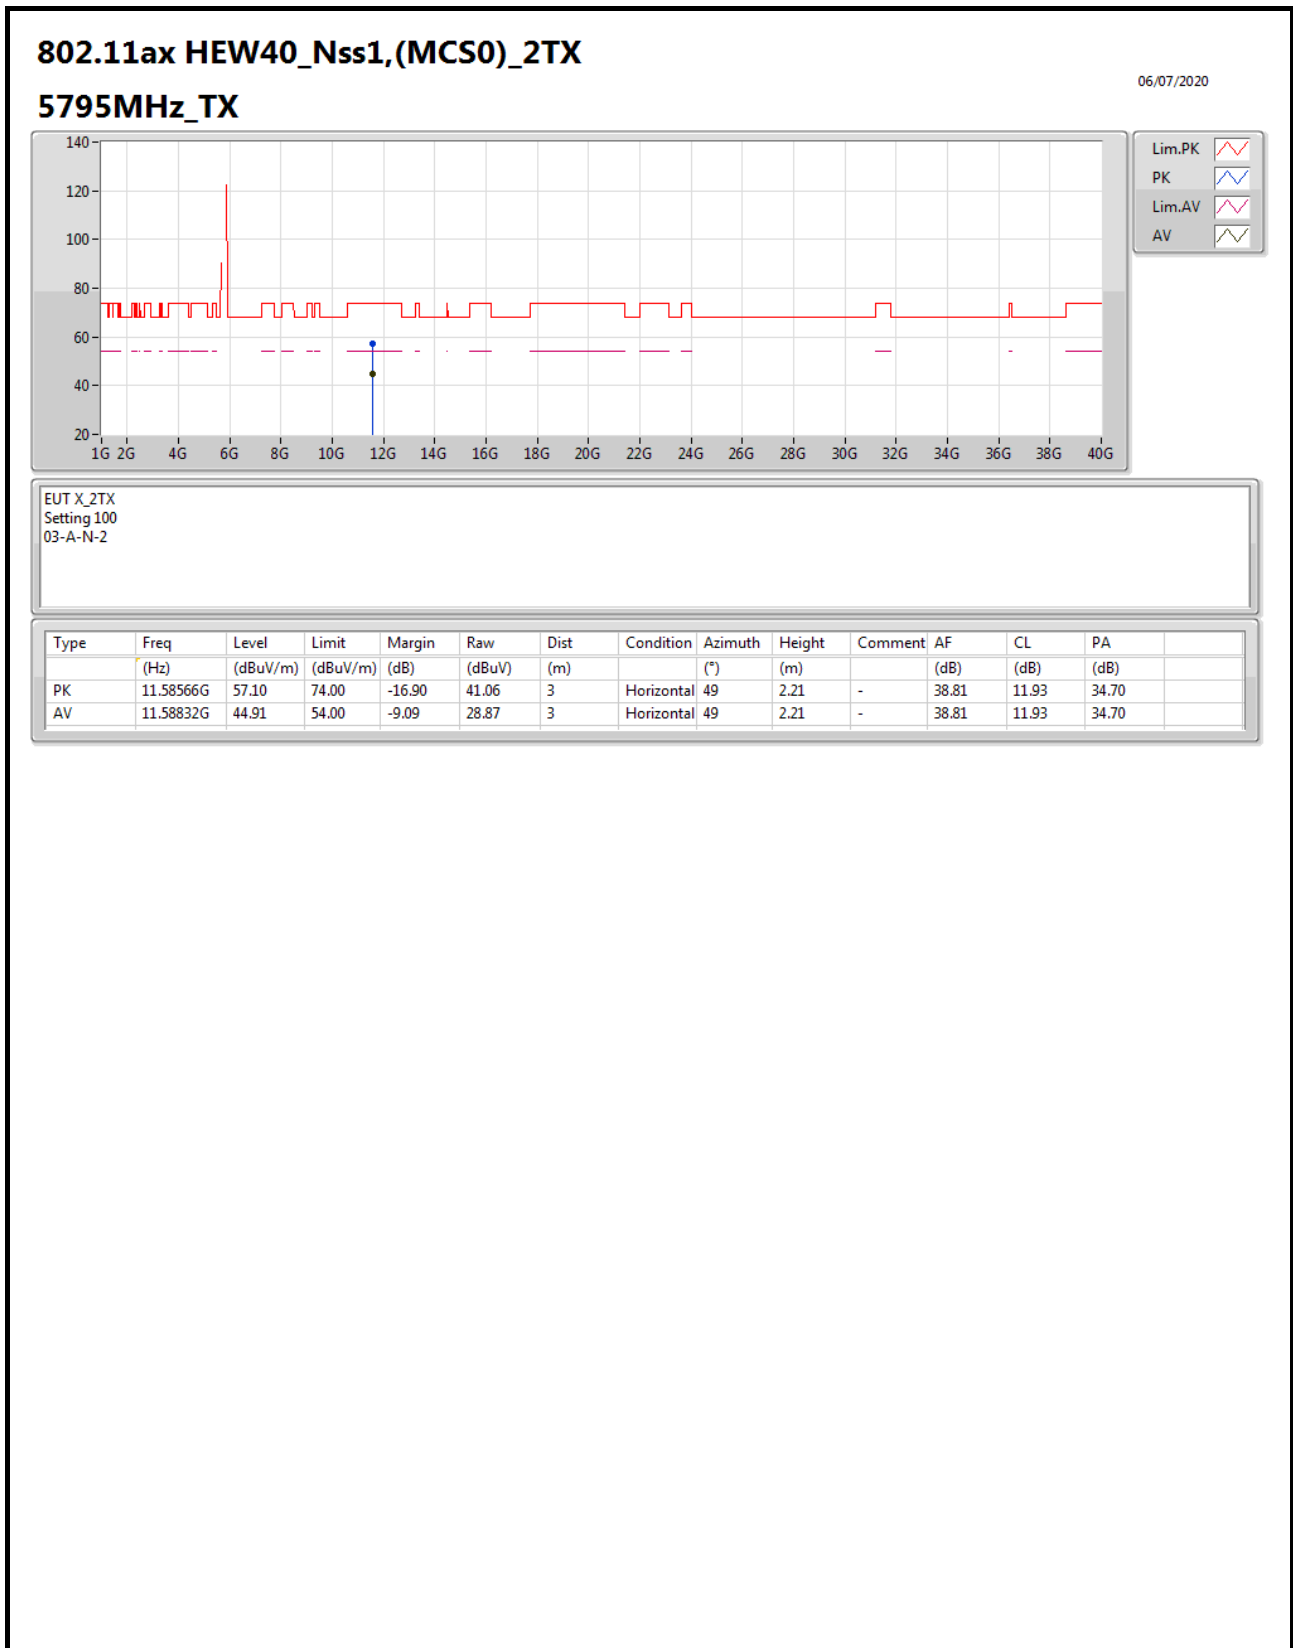 802.11ax HEW40_Nss1,(MCS0)_2TX
06/07/2020
5795MHz_TX
140
120
100
80
60
40
20
1G 2G 4G 6G 8G 10G 12G 14G 16G 18G 20G 22G 24G 26G 28G 30G 32G 34G 36G 38G 40G
Lim.PK
PK
Lim.AV
AV
EUT X_2TX
Setting 100
03-A-N-2
Type Freq Level Limit Margin Raw Dist Condition Azimuth Height Comment AF CL PA
(Hz) (dBuV/m) (dBuV/m) (dB) (dBuV) (m) (°) (m) (dB) (dB) (dB)
PK 11.58566G 57.10 74.00 -16.90 41.06 3 Horizontal 49 2.21 - 38.81 11.93 34.70
AV 11.58832G 44.91 54.00 -9.09 28.87 3 Horizontal 49 2.21 - 38.81 11.93 34.70